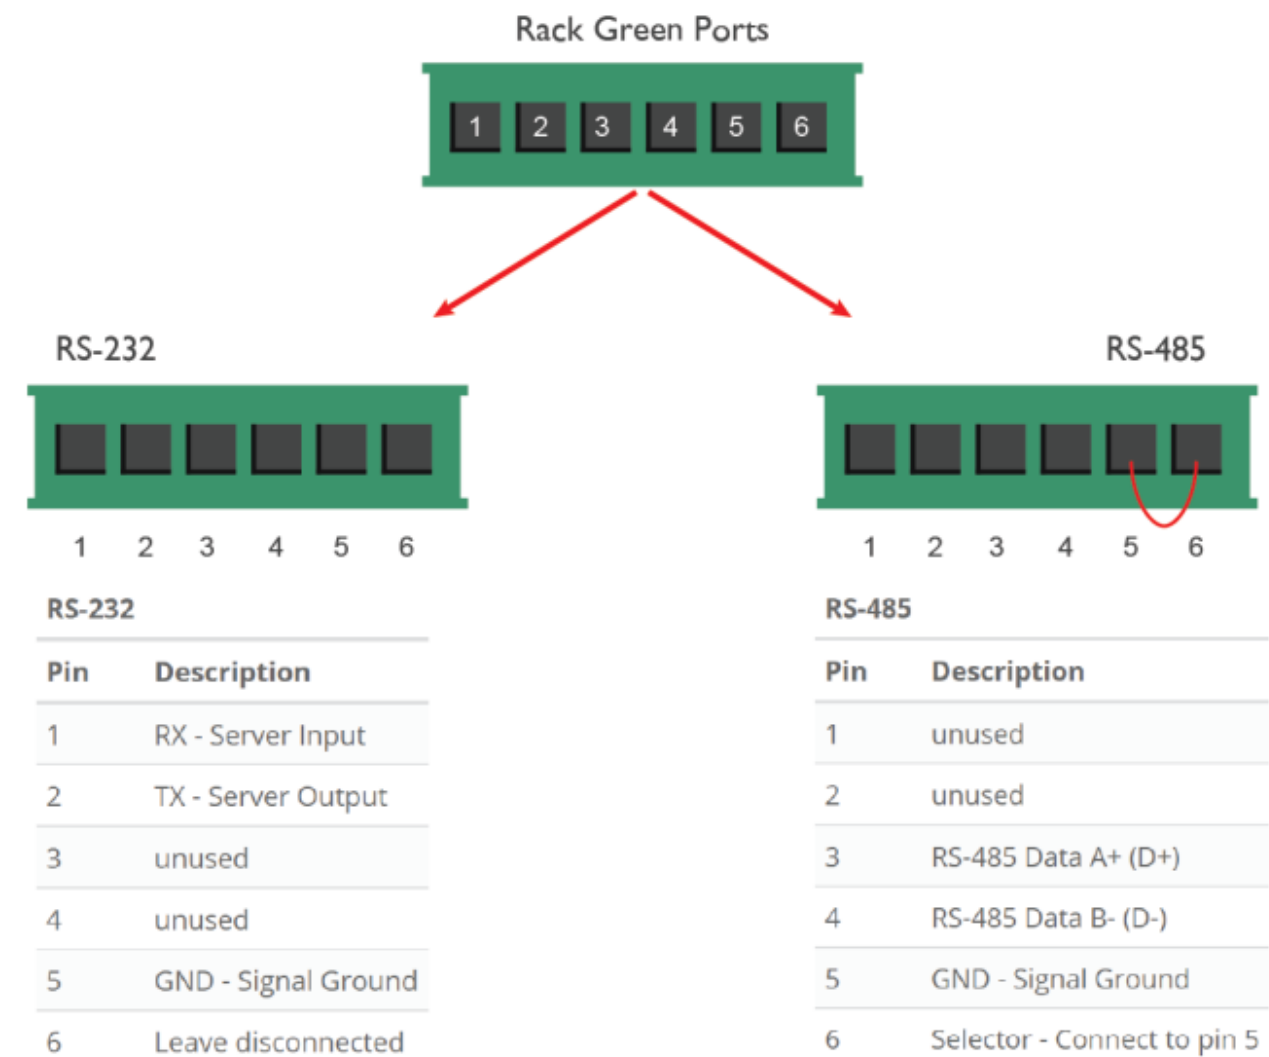 Rack Green Ports
1 2 3 4 5 6
RS-232
1 2 3 4 5 6
RS-232
Pin Description
1 RX - Server Input
2 TX - Server Output
3 unused
4 unused
5 GND - Signal Ground
6 Leave disconnected
RS-485
1 2 3 4 5 6
RS-485
Pin Description
1 unused
2 unused
3 RS-485 Data A+ (D+)
4 RS-485 Data B- (D-)
5 GND - Signal Ground
6 Selector - Connect to pin 5